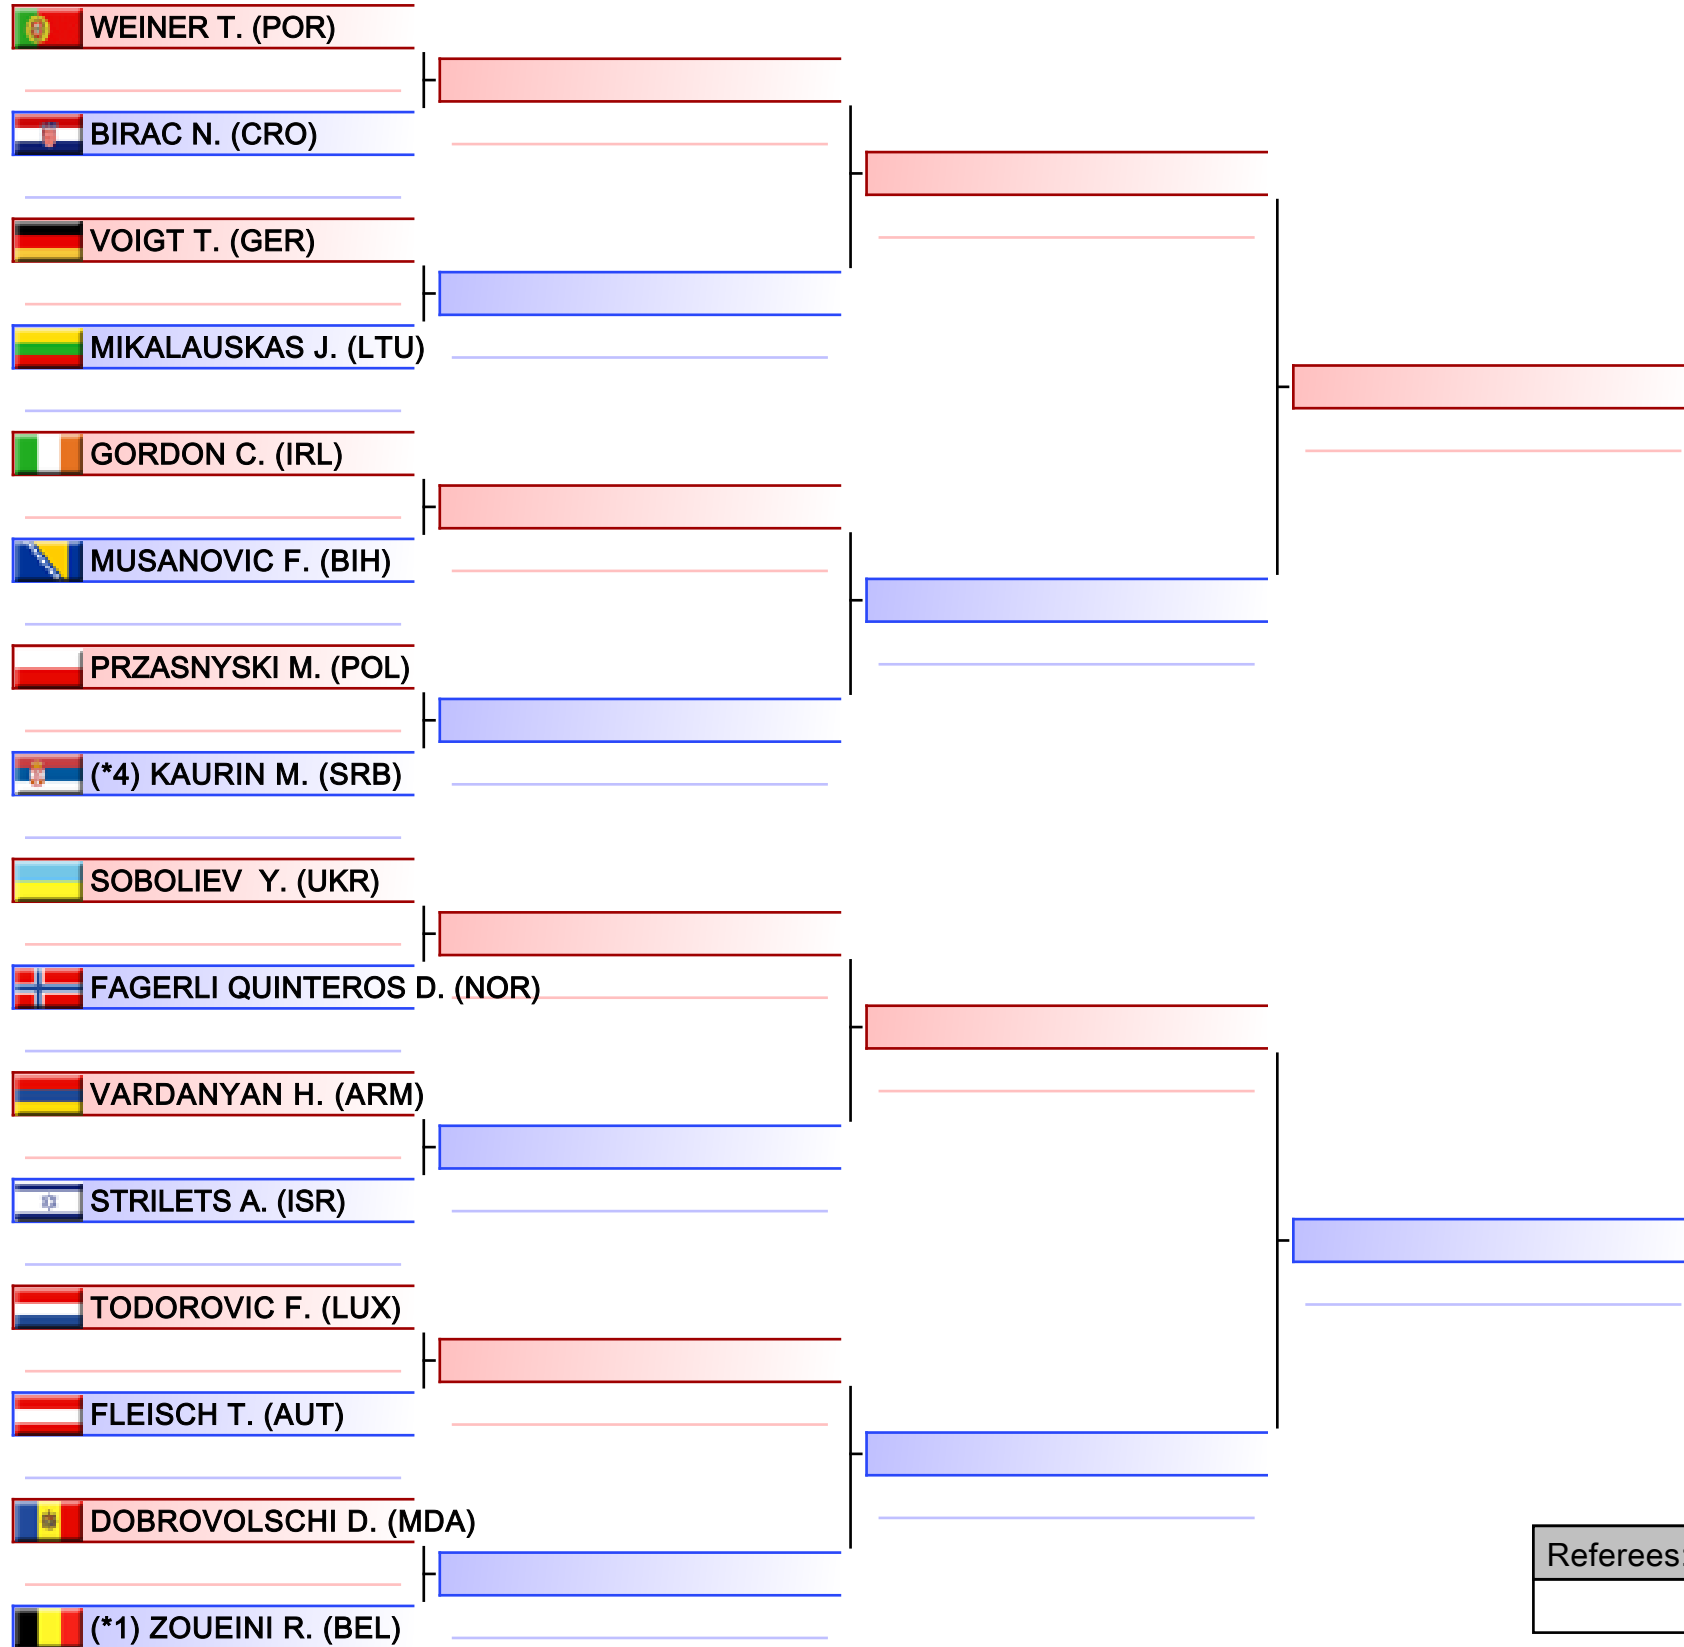 WEINER T. (POR)
BIRAC N. (CRO)
VOIGT T. (GER)
MIKALAUSKAS J. (LTU)
GORDON C. (IRL)
MUSANOVIC F. (BIH)
PRZASNYSKI M. (POL)
(*4) KAURIN M. (SRB)
SOBOLIEV  Y. (UKR)
FAGERLI QUINTEROS D. (NOR)
VARDANYAN H. (ARM)
STRILETS A. (ISR)
TODOROVIC F. (LUX)
FLEISCH T. (AUT)
DOBROVOLSCHI D. (MDA)
Referees:
(*1) ZOUEINI R. (BEL)